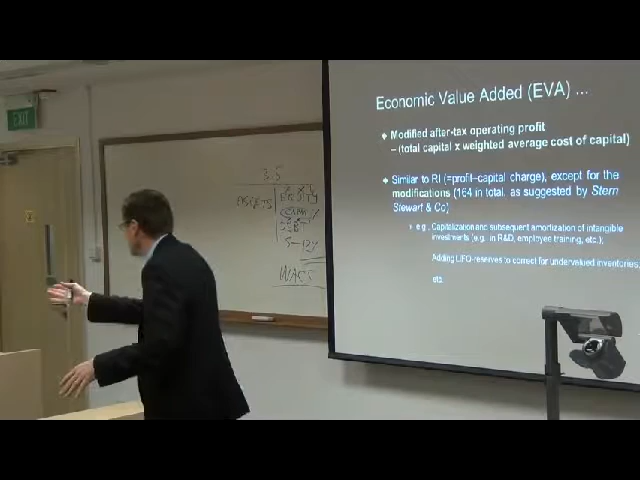 EXIT
3.5
WACC
Economic Value Added (EVA) ...
Modified after-tax operating profit
– (total capital x weighted average cost of capital)
Similar to RI (=profit–capital charge), except for the
modifications (164 in total, as suggested by Stern
Stewart & Co)
e.g. Capitalization and subsequent amortization of intangible
investments (e.g. in R&D, employee training, etc.);
Adding LIFO-reserves to correct for undervalued inventories;
etc.